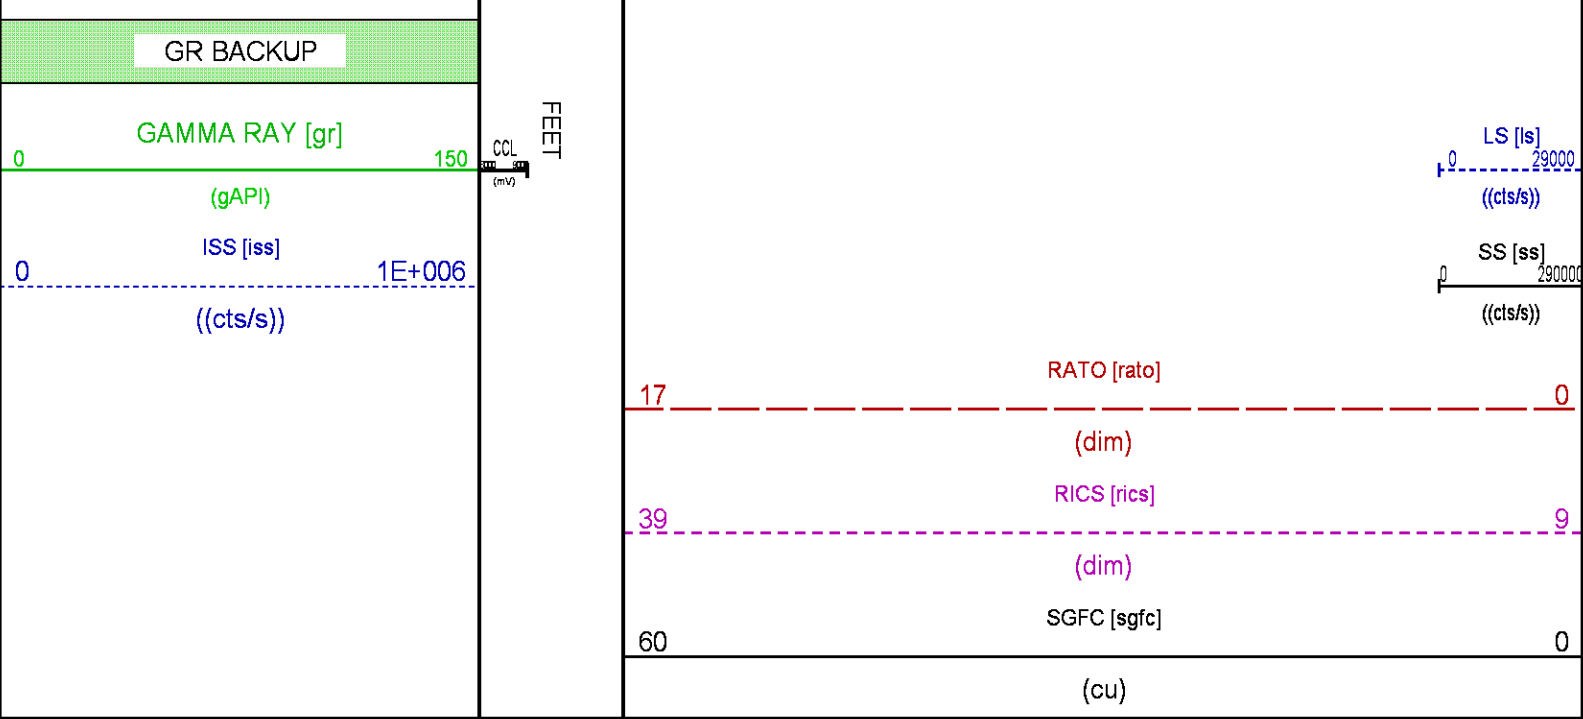 GR BACKUP
GAMMA RAY [gr]
0 150
(gAPI)
ISS [iss]
0 1E+006
((cts/s))
CCL
(mV)
FEET
LS [ls]
0 29000
((cts/s))
SS [ss]
0 290000
((cts/s))
RATO [rato]
17 0
(dim)
RICS [rics]
39 9
(dim)
SGFC [sgfc]
60 0
(cu)